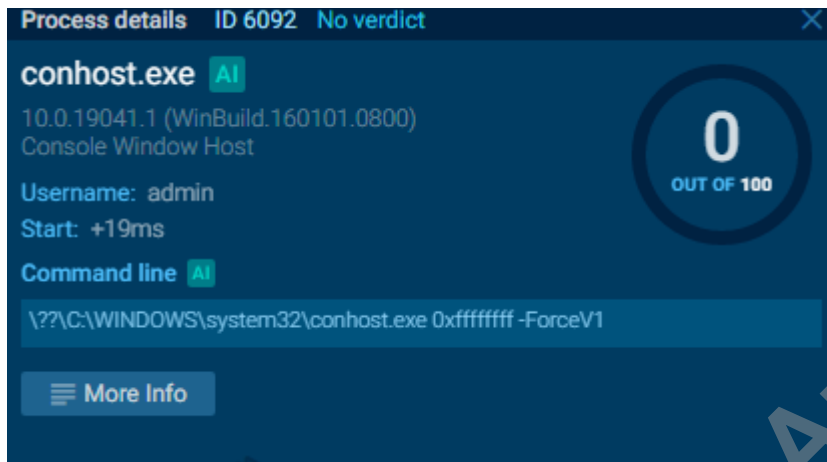 Process details ID 6092 No verdict
conhost.exe AI
10.0.19041.1 (WinBuild.160101.0800)
Console Window Host
0
OUT OF 100
Username: admin
Start: +19ms
Command line AI
\??\C:\WINDOWS\system32\conhost.exe 0xffffffff -ForceV1
More Info